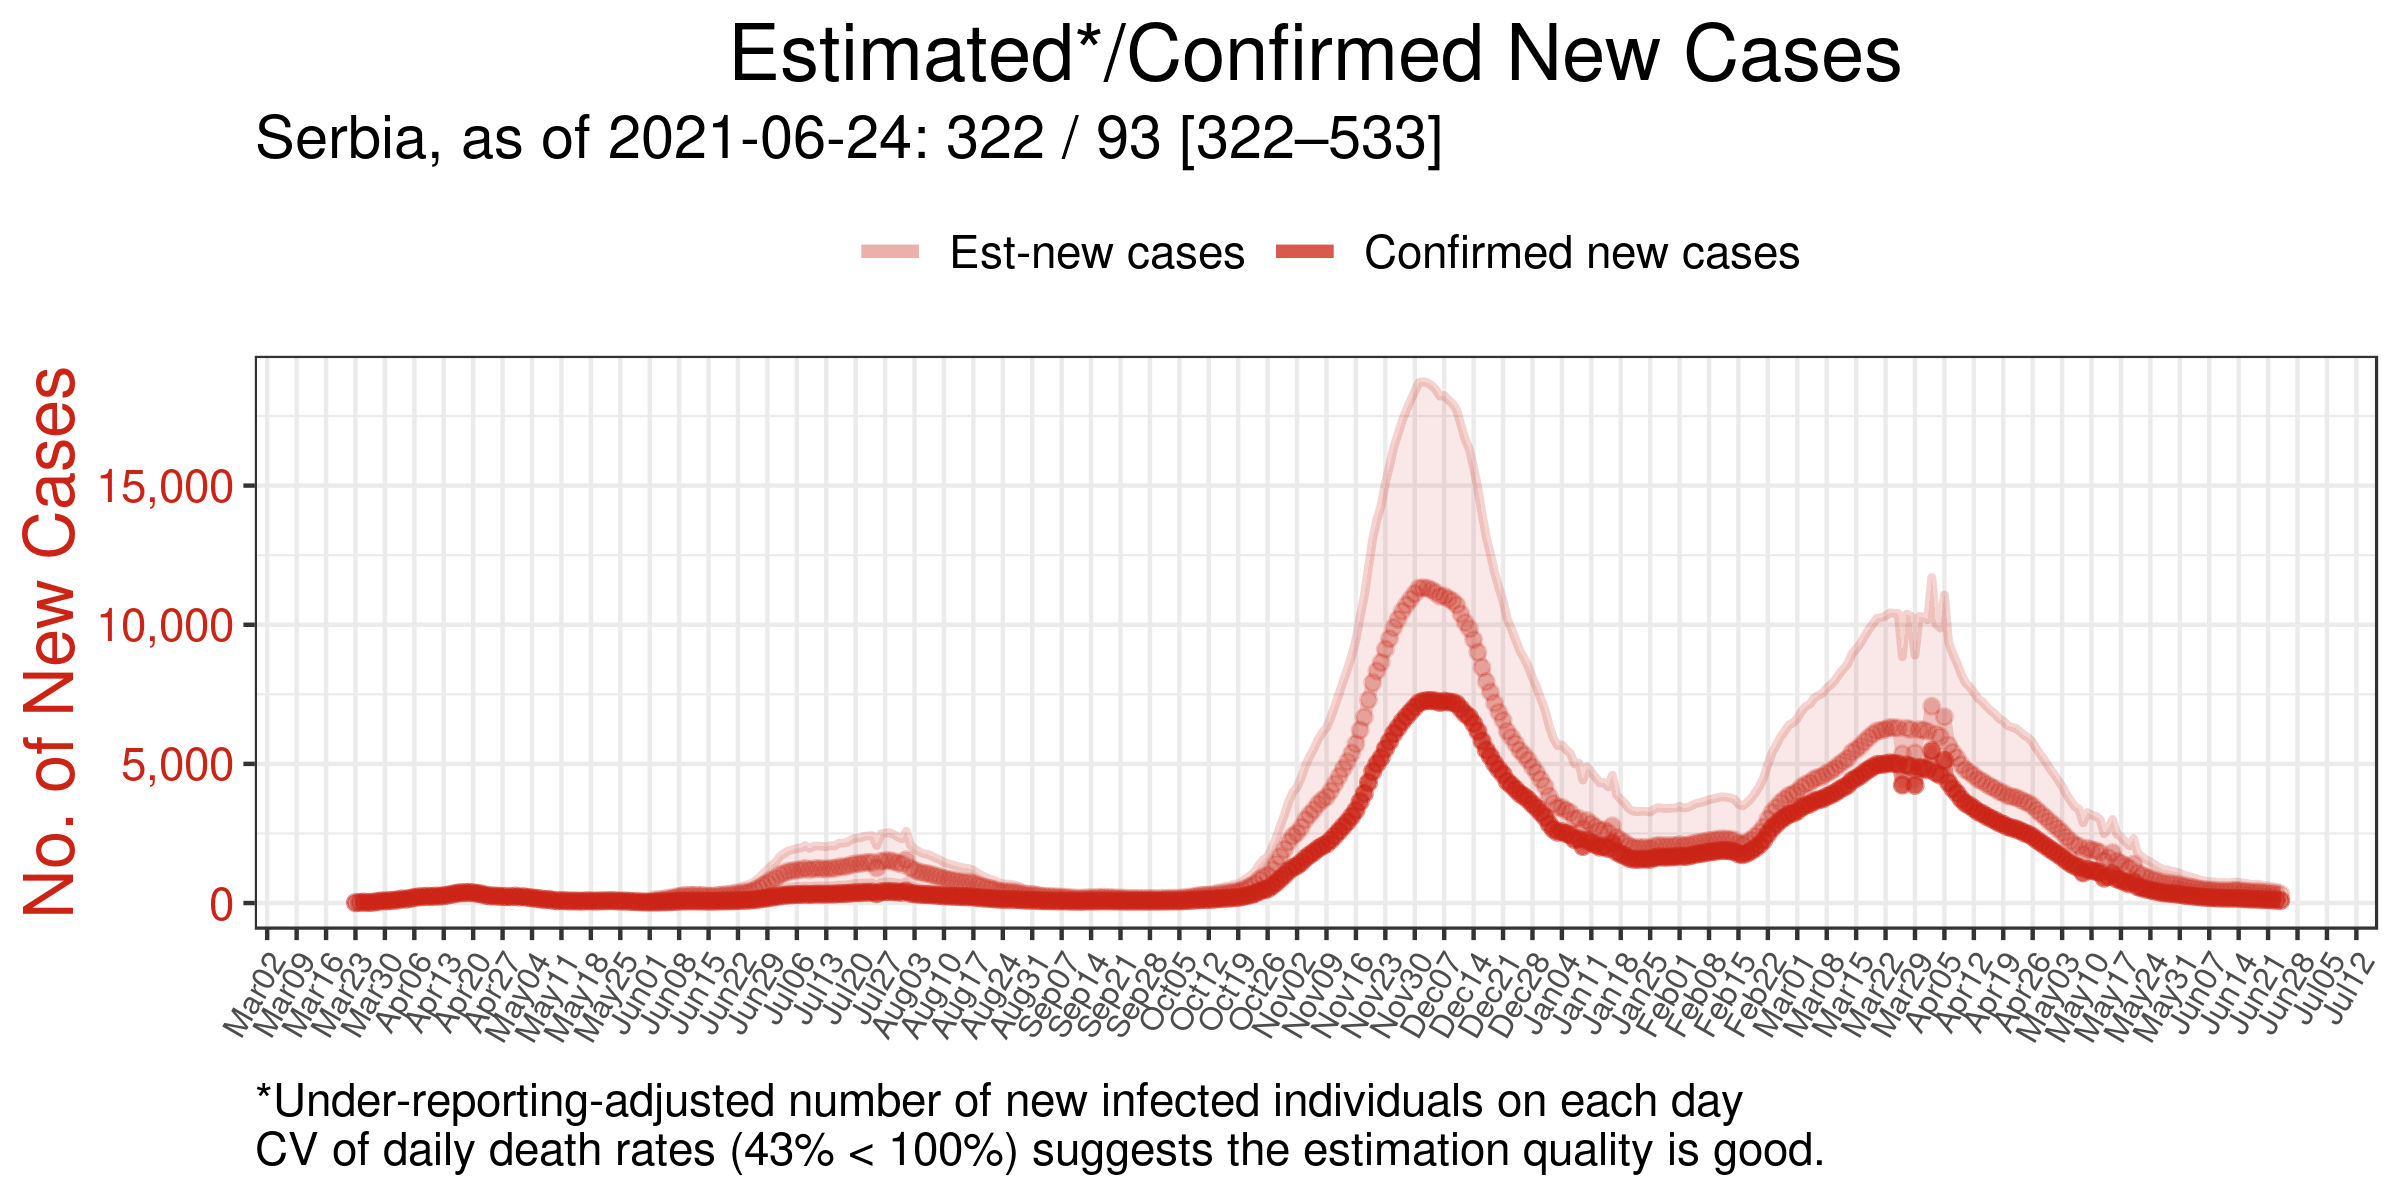 Estimated*/Confirmed New Cases
Serbia, as of 2021-06-24: 322 / 93 [322–533]
Est-new cases
Confirmed new cases
No. of New Cases
15,000
10,000
5,000
0
Mar02
Mar09
Mar16
Mar23
Mar30
Apr06
Apr13
Apr20
Apr27
May04
May11
May18
May25
Jun01
Jun08
Jun15
Jun22
Jun29
Jul06
Jul13
Jul20
Jul27
Aug03
Aug10
Aug17
Aug24
Aug31
Sep07
Sep14
Sep21
Sep28
Oct05
Oct12
Oct19
Oct26
Nov02
Nov09
Nov16
Nov23
Nov30
Dec07
Dec14
Dec21
Dec28
Jan04
Jan11
Jan18
Jan25
Feb01
Feb08
Feb15
Feb22
Mar01
Mar08
Mar15
Mar22
Mar29
Apr05
Apr12
Apr19
Apr26
May03
May10
May17
May24
May31
Jun07
Jun14
Jun21
Jun28
Jul05
Jul12
*Under-reporting-adjusted number of new infected individuals on each day
CV of daily death rates (43% < 100%) suggests the estimation quality is good.